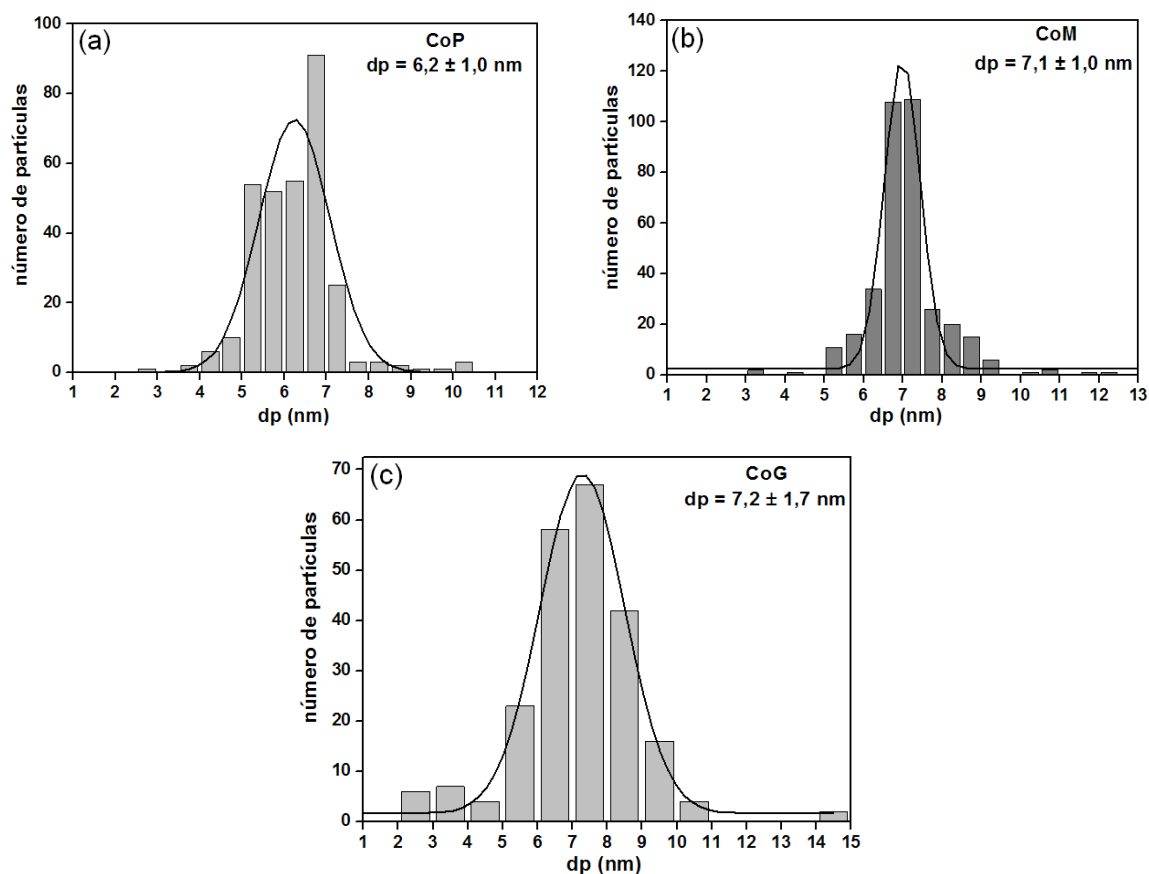 (a)
CoP
dp = 6,2 ± 1,0 nm
número de partículas
100
80
60
40
20
0
1 2 3 4 5 6 7 8 9 10 11 12
dp (nm)
(b)
CoM
dp = 7,1 ± 1,0 nm
número de partículas
140
120
100
80
60
40
20
0
1 2 3 4 5 6 7 8 9 10 11 12 13
dp (nm)
(c)
CoG
dp = 7,2 ± 1,7 nm
número de partículas
70
60
50
40
30
20
10
0
1 2 3 4 5 6 7 8 9 10 11 12 13 14 15
dp (nm)